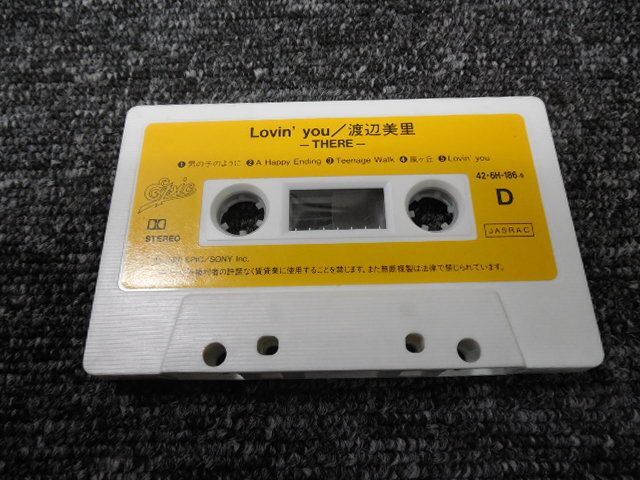 Lovin' you／渡辺美里
— THERE —
❶男の子のように ❷A Happy Ending ❸Teenage Walk ❹風ヶ丘 ❺Lovin' you
Epic
42・6H-186
D
STEREO
JASRAC
EPIC/SONY Inc.
許諾なく賃貸業に使用することを禁じます。また無断複製は法律で禁じられています。